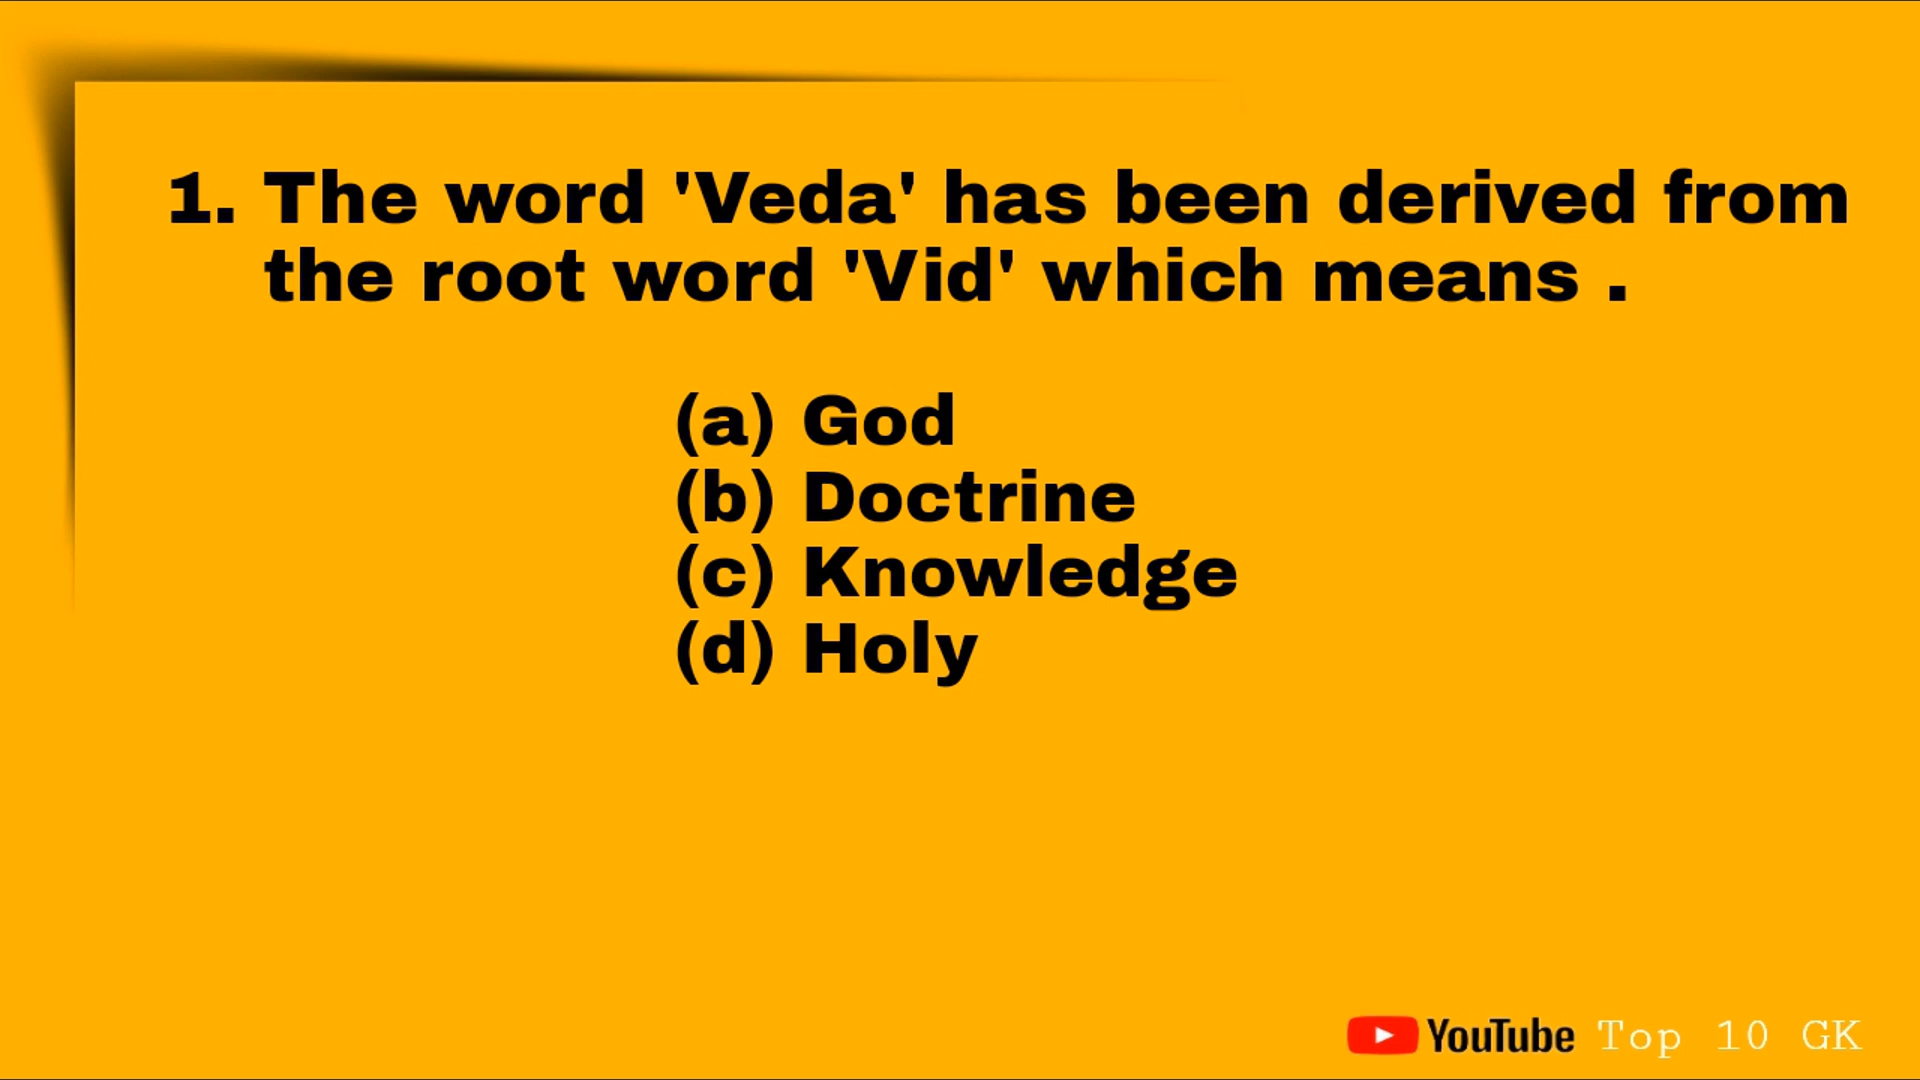 1. The word 'Veda' has been derived from
the root word 'Vid' which means .
(a) God
(b) Doctrine
(c) Knowledge
(d) Holy
YouTube Top 10 GK